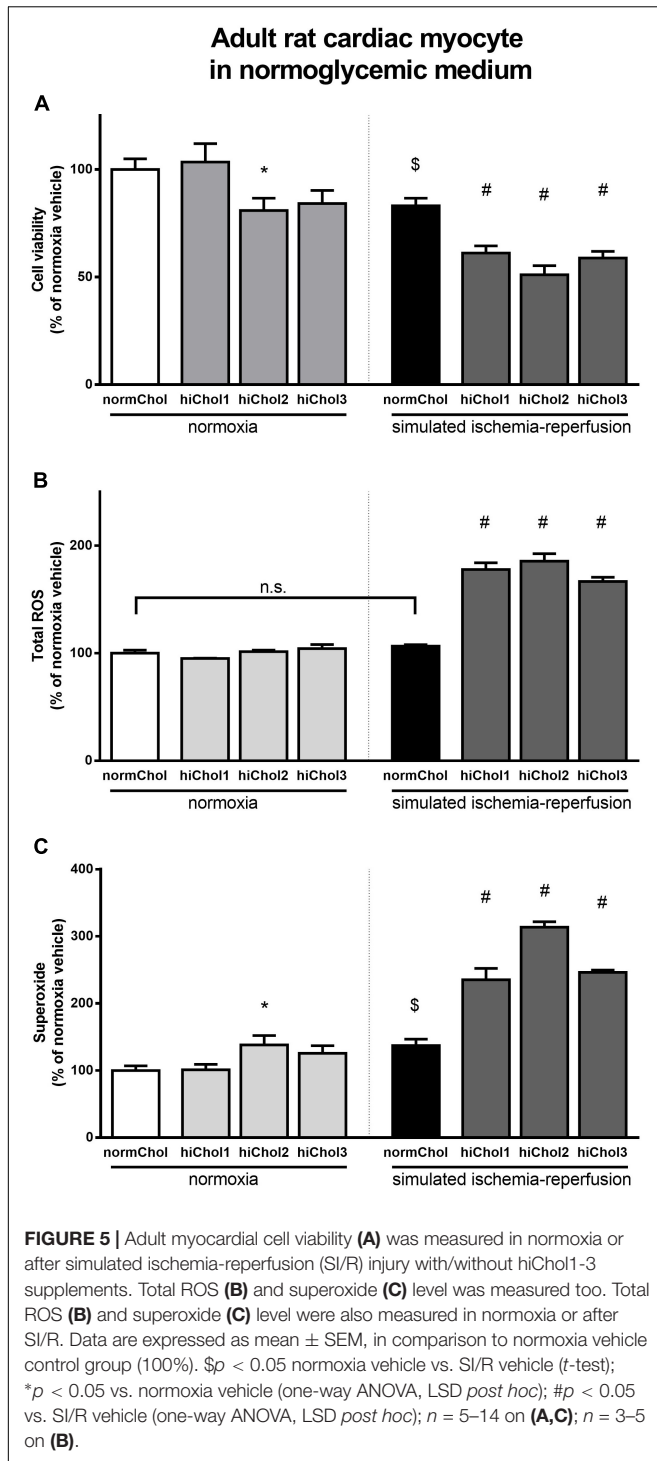 Adult rat cardiac myocyte
in normoglycemic medium
A
Cell viability
(% of normoxia vehicle)
100
50
0
*
$
#
#
#
normChol hiChol1 hiChol2 hiChol3 normChol hiChol1 hiChol2 hiChol3
normoxia simulated ischemia-reperfusion
B
Total ROS
(% of normoxia vehicle)
200
100
0
n.s.
#
#
#
normChol hiChol1 hiChol2 hiChol3 normChol hiChol1 hiChol2 hiChol3
normoxia simulated ischemia-reperfusion
C
Superoxide
(% of normoxia vehicle)
400
300
200
100
0
*
$
#
#
#
normChol hiChol1 hiChol2 hiChol3 normChol hiChol1 hiChol2 hiChol3
normoxia simulated ischemia-reperfusion
FIGURE 5 | Adult myocardial cell viability (A) was measured in normoxia or
after simulated ischemia-reperfusion (SI/R) injury with/without hiChol1-3
supplements. Total ROS (B) and superoxide (C) level was measured too. Total
ROS (B) and superoxide (C) level were also measured in normoxia or after
SI/R. Data are expressed as mean ± SEM, in comparison to normoxia vehicle
control group (100%). $p < 0.05 normoxia vehicle vs. SI/R vehicle (t-test);
*p < 0.05 vs. normoxia vehicle (one-way ANOVA, LSD post hoc); #p < 0.05
vs. SI/R vehicle (one-way ANOVA, LSD post hoc); n = 5–14 on (A,C); n = 3–5
on (B).